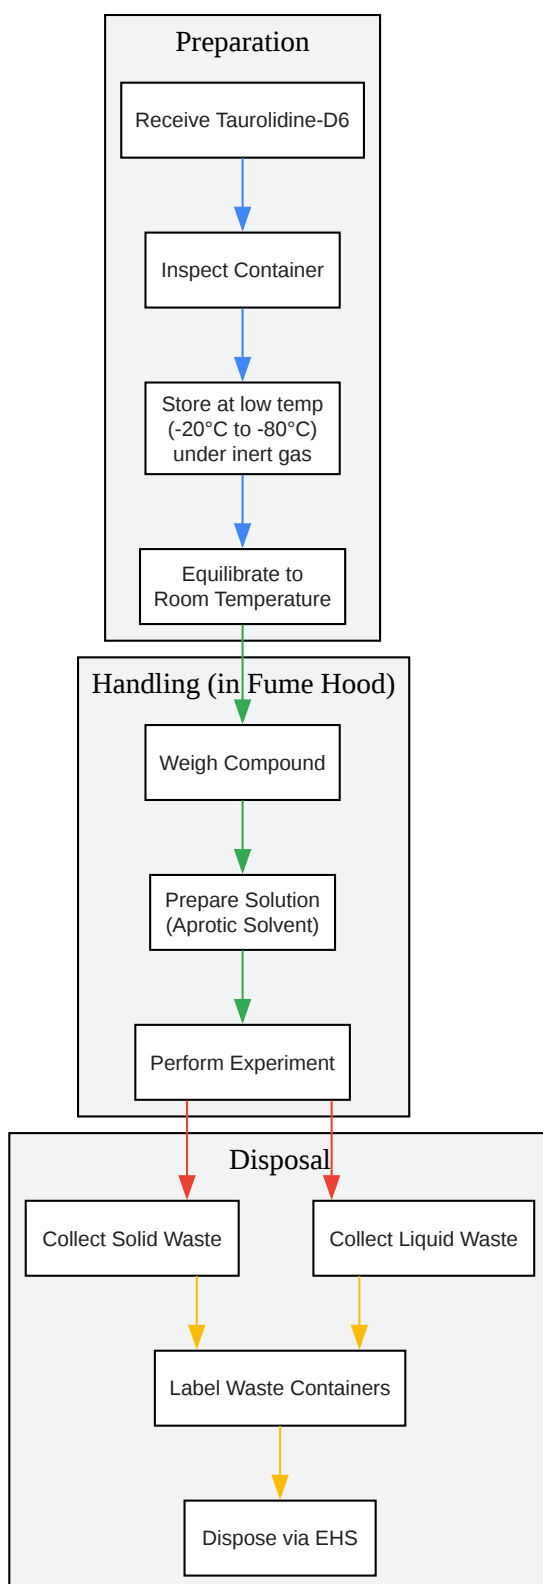 Preparation
Receive Taurolidine-D6
Inspect Container
Store at low temp
(-20°C to -80°C)
under inert gas
Equilibrate to
Room Temperature
Handling (in Fume Hood)
Weigh Compound
Prepare Solution
(Aprotic Solvent)
Perform Experiment
Disposal
Collect Solid Waste
Collect Liquid Waste
Label Waste Containers
Dispose via EHS